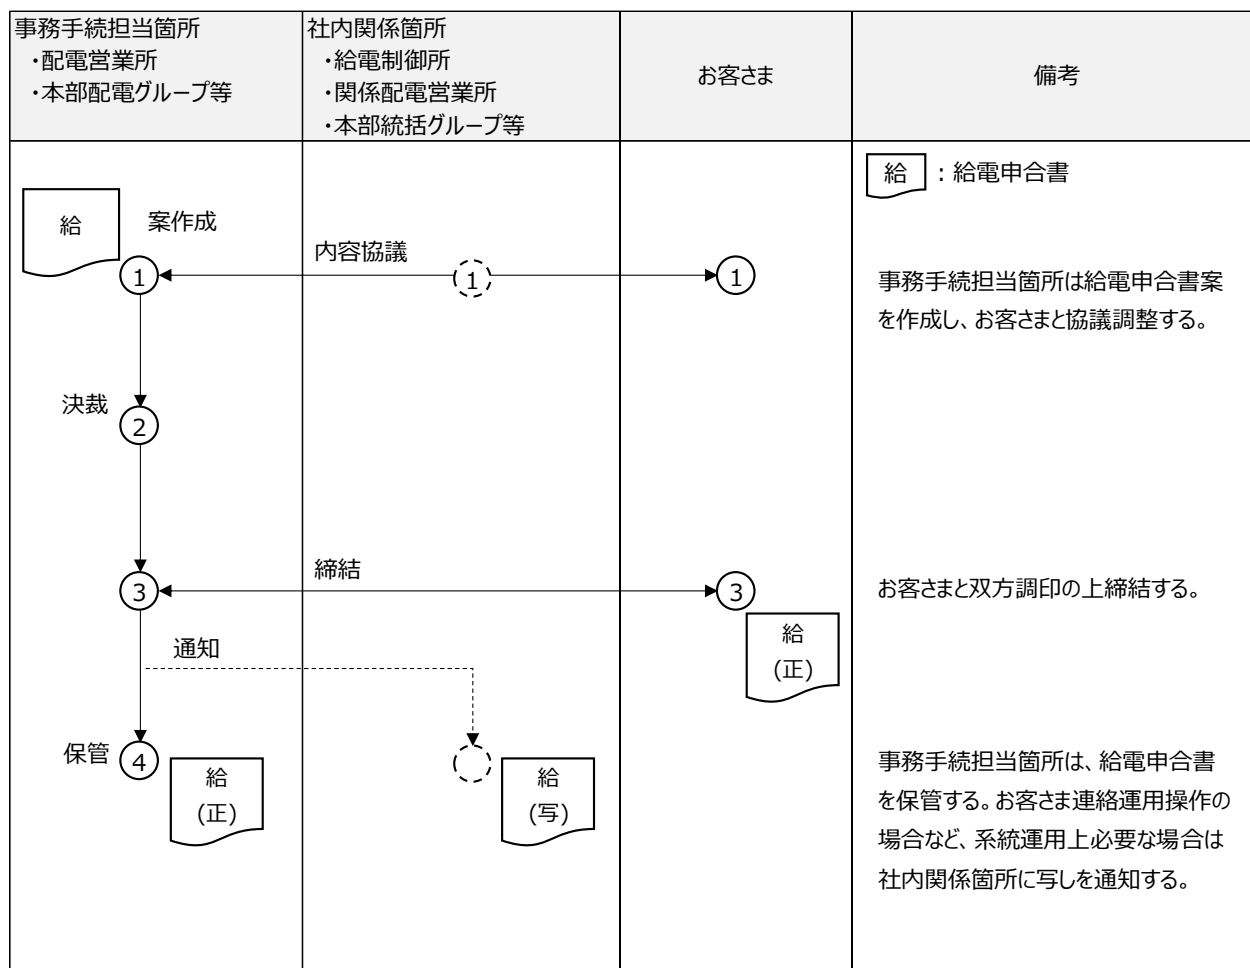 事務手続担当箇所
・配電営業所
・本部配電グループ等
社内関係箇所
・給電制御所
・関係配電営業所
・本部統括グループ等
お客さま
備考
給 ：給電申合書
給
案作成
1
内容協議
1
1
事務手続担当箇所は給電申合書案
を作成し、お客さまと協議調整する。
決裁
2
3
締結
3
お客さまと双方調印の上締結する。
給
(正)
通知
保管
4
給
(正)
給
(写)
事務手続担当箇所は、給電申合書
を保管する。お客さま連絡運用操作の
場合など、系統運用上必要な場合は
社内関係箇所に写しを通知する。